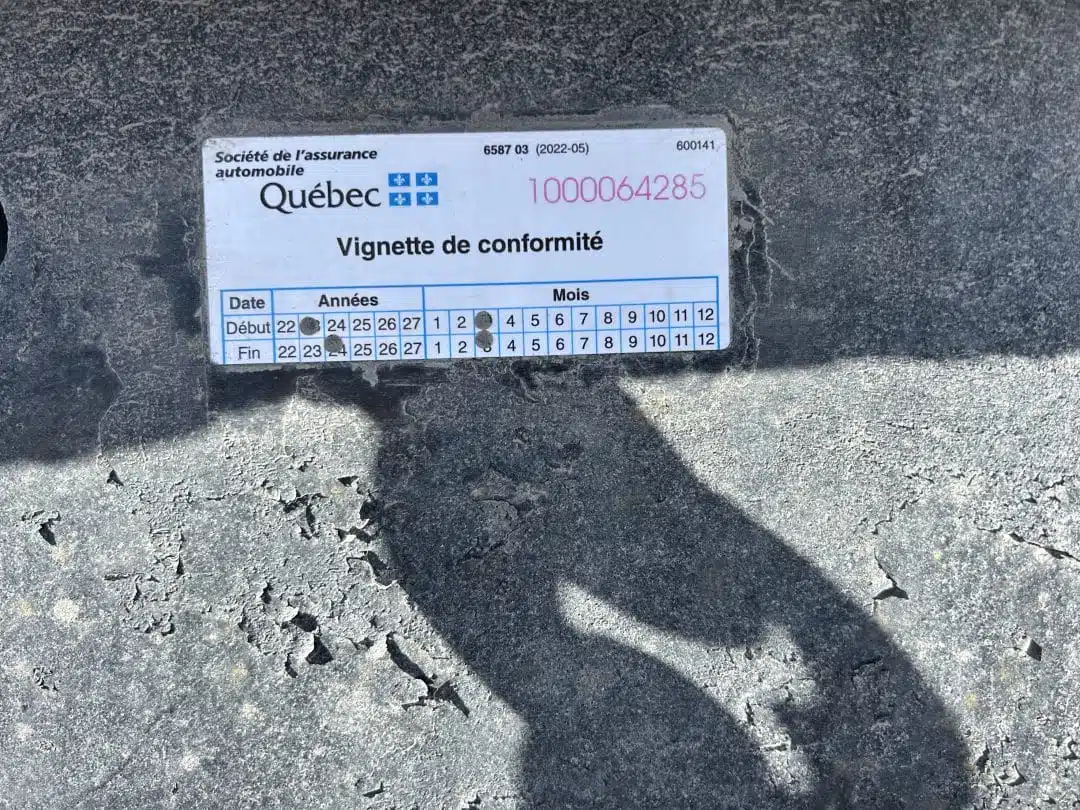 Société de l'assurance
automobile
Québec
6587 03 (2022-05)
600141
1000064285
Vignette de conformité
Date Années Mois
Début 22 24 25 26 27 1 2 4 5 6 7 8 9 10 11 12
Fin 22 23 24 25 26 27 1 2 3 4 5 6 7 8 9 10 11 12